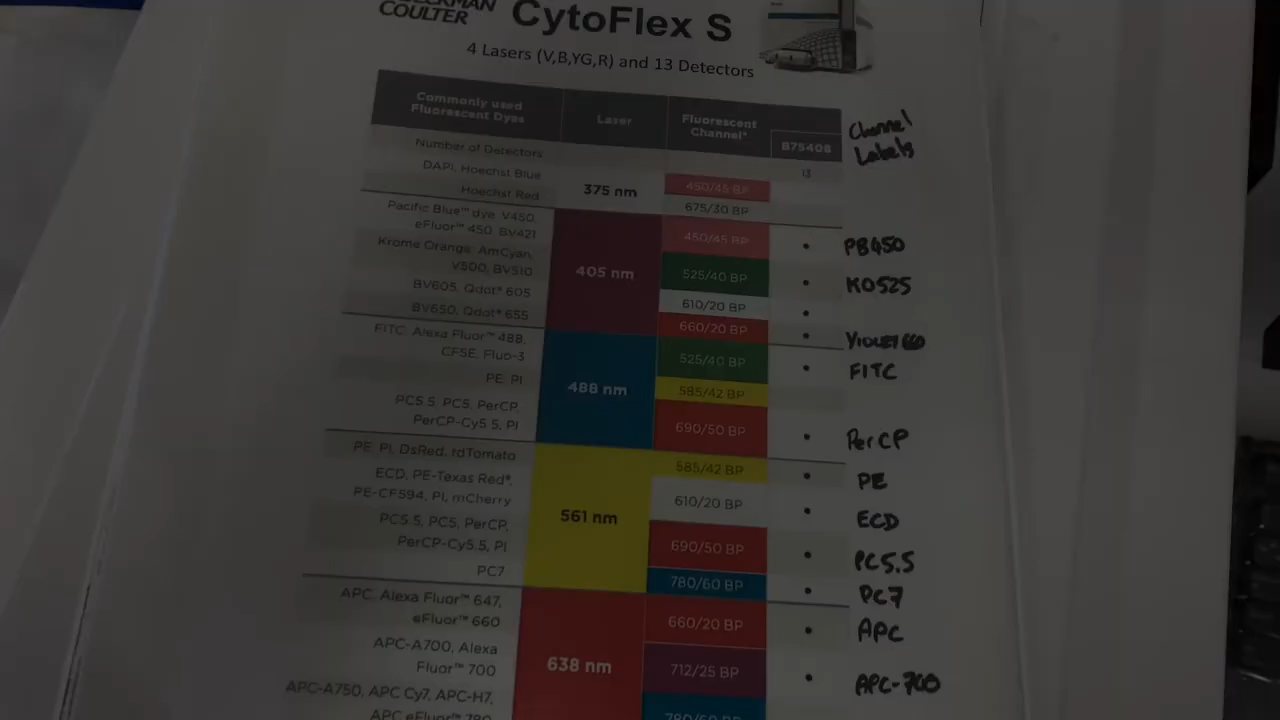 COULTER
CytoFlex S
4 Lasers (V,B,YG,R) and 13 Detectors
Commonly used
Fluorescent Dyes
Laser
Fluorescent
Channel*
B75408
Channel
Labels
Number of Detectors
13
DAPI, Hoechst Blue
375 nm
450/45 BP
Hoechst Red
675/30 BP
Pacific Blue™ dye, V450,
eFluor™ 450, BV421
405 nm
450/45 BP
•
PB450
Krome Orange, AmCyan,
V500, BV510
525/40 BP
•
KO525
BV605, Qdot® 605
610/20 BP
•
BV650, Qdot® 655
660/20 BP
•
Violet 660
FITC, Alexa Fluor™ 488,
CFSE, Fluo-3
488 nm
525/40 BP
•
FITC
PE, PI
585/42 BP
PC5.5, PC5, PerCP,
PerCP-Cy5.5, PI
690/50 BP
•
PerCP
PE, PI, DsRed, tdTomato
561 nm
585/42 BP
•
PE
ECD, PE-Texas Red®,
PE-CF594, PI, mCherry
610/20 BP
•
ECD
PC5.5, PC5, PerCP,
PerCP-Cy5.5, PI
690/50 BP
•
PC5.5
PC7
780/60 BP
•
PC7
APC, Alexa Fluor™ 647,
eFluor™ 660
638 nm
660/20 BP
•
APC
APC-A700, Alexa
Fluor™ 700
712/25 BP
•
APC-700
APC-A750, APC Cy7, APC-H7,
APC eFluor™ 780
780/60 BP